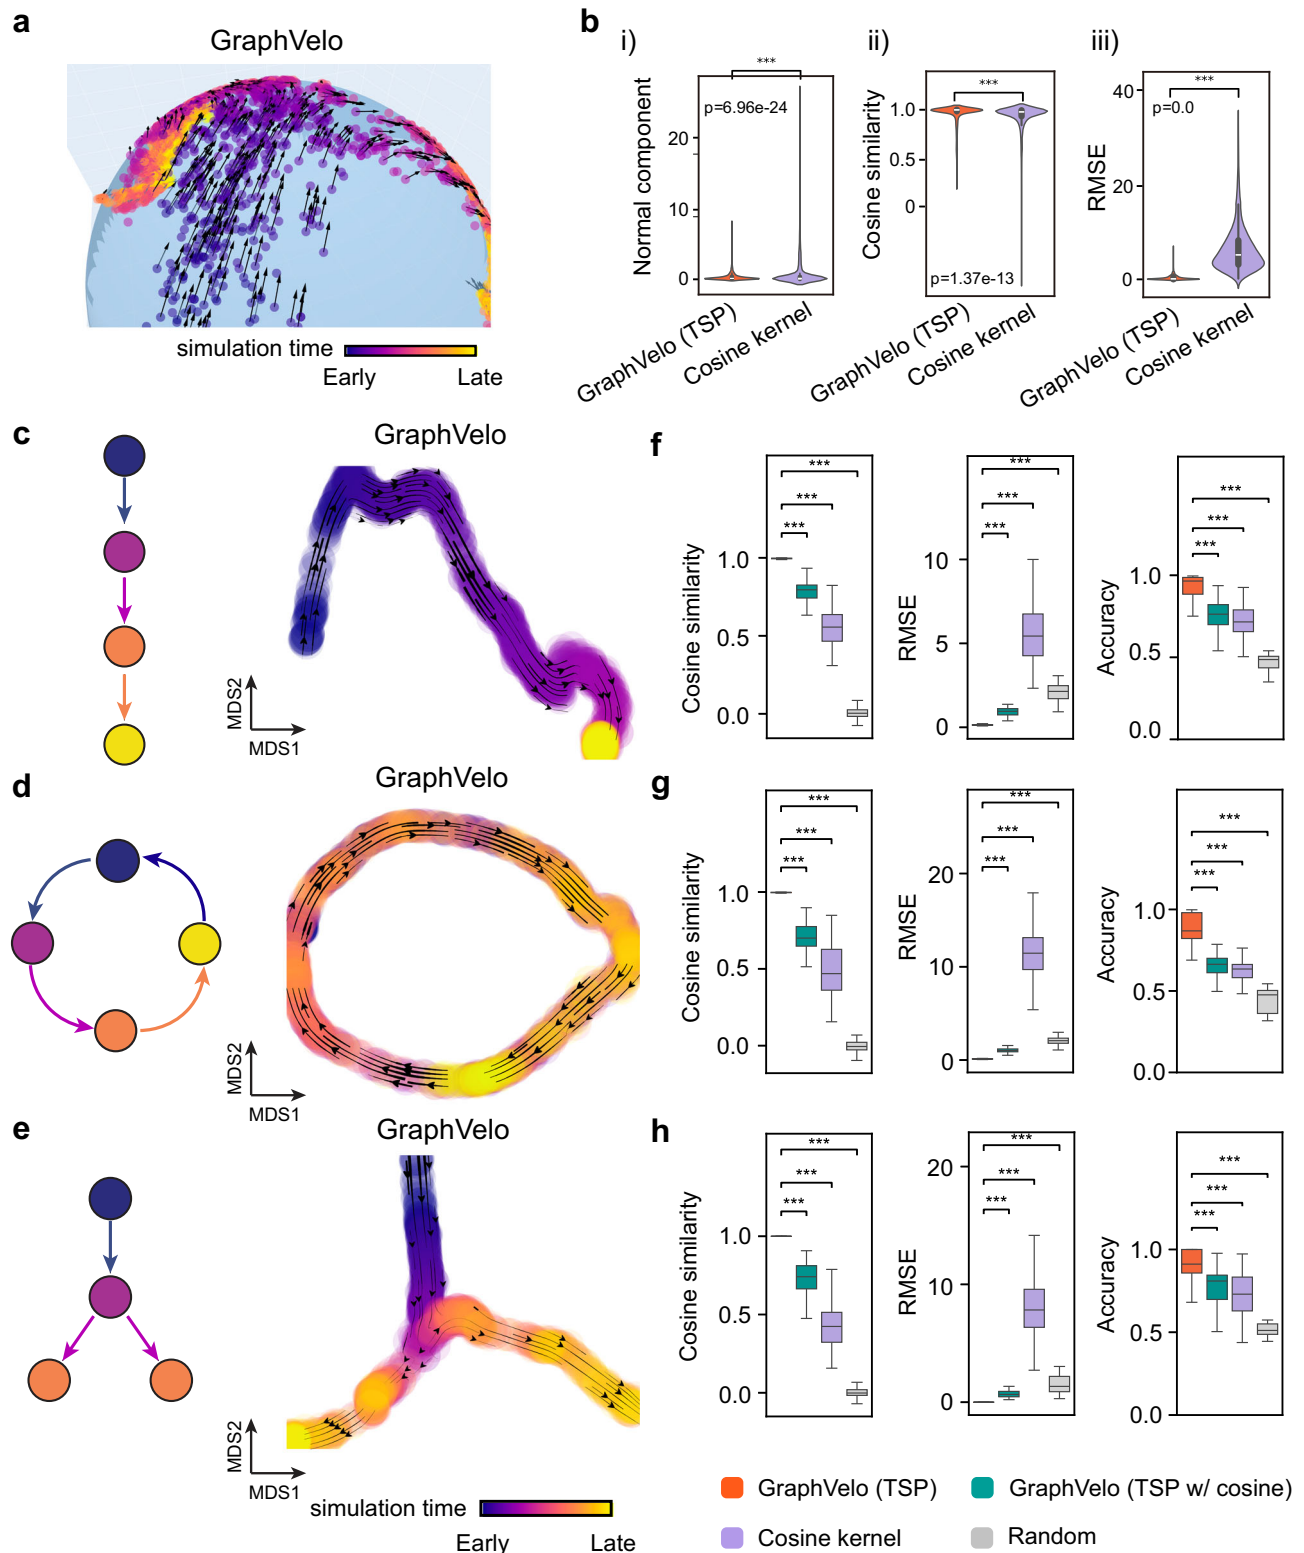 a
GraphVelo
simulation time
Early
Late
b
i)
ii)
iii)
***
p=6.96e-24
Normal component
20
10
0
GraphVelo (TSP)
Cosine kernel
***
Cosine similarity
1.0
0.5
0
p=1.37e-13
GraphVelo (TSP)
Cosine kernel
***
p=0.0
RMSE
40
20
0
GraphVelo (TSP)
Cosine kernel
c
GraphVelo
MDS2
MDS1
d
GraphVelo
MDS2
MDS1
e
GraphVelo
MDS2
MDS1
simulation time
Early
Late
f
Cosine similarity
1.0
0.5
0.0
***
***
***
RMSE
10
5
0
***
***
***
Accuracy
1.0
0.5
0.0
***
***
***
g
Cosine similarity
1.0
0.5
0.0
***
***
***
RMSE
20
10
0
***
***
***
Accuracy
1.0
0.5
0.0
***
***
***
h
Cosine similarity
1.0
0.5
0.0
***
***
***
RMSE
20
10
0
***
***
***
Accuracy
1.0
0.5
0.0
***
***
***
GraphVelo (TSP)
GraphVelo (TSP w/ cosine)
Cosine kernel
Random